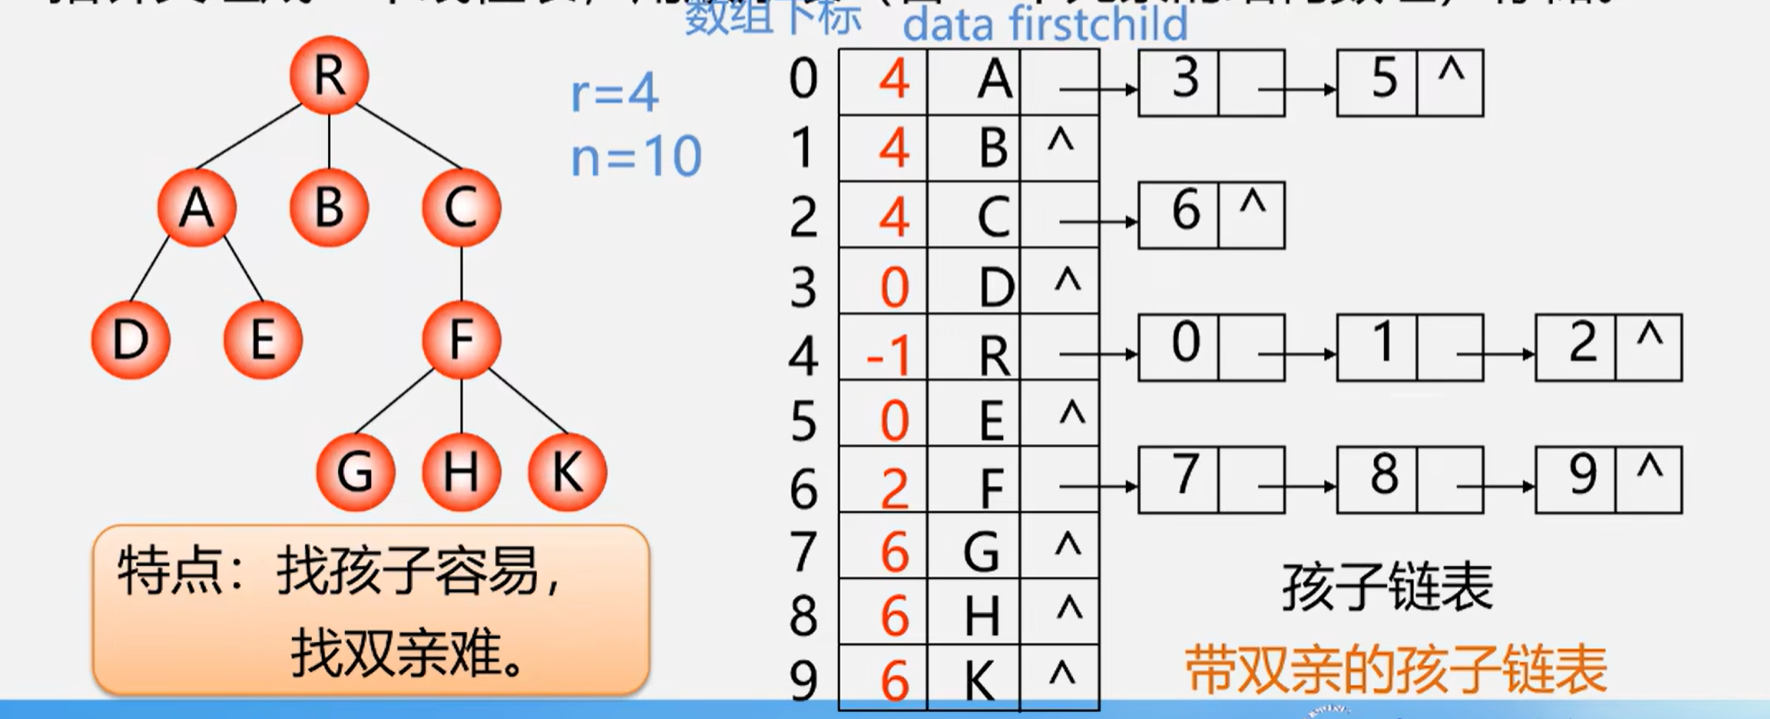 数组下标 data firstchild
R
A B C
D E F
G H K
r=4
n=10
0 4 A 3 5 ^
1 4 B ^
2 4 C 6 ^
3 0 D ^
4 -1 R 0 1 2 ^
5 0 E ^
6 2 F 7 8 9 ^
7 6 G ^
8 6 H ^
9 6 K ^
特点：找孩子容易，
找双亲难。
孩子链表
带双亲的孩子链表